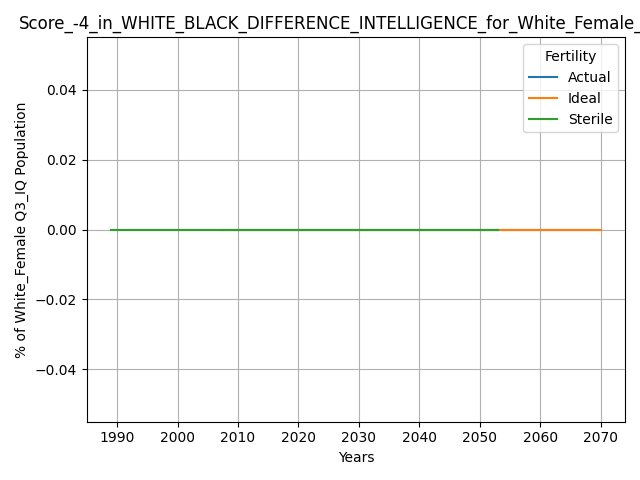 Score_-4_in_WHITE_BLACK_DIFFERENCE_INTELLIGENCE_for_White_Female_
Fertility
Actual
Ideal
Sterile
0.04
0.02
0.00
−0.02
−0.04
% of White_Female Q3_IQ Population
1990 2000 2010 2020 2030 2040 2050 2060 2070
Years